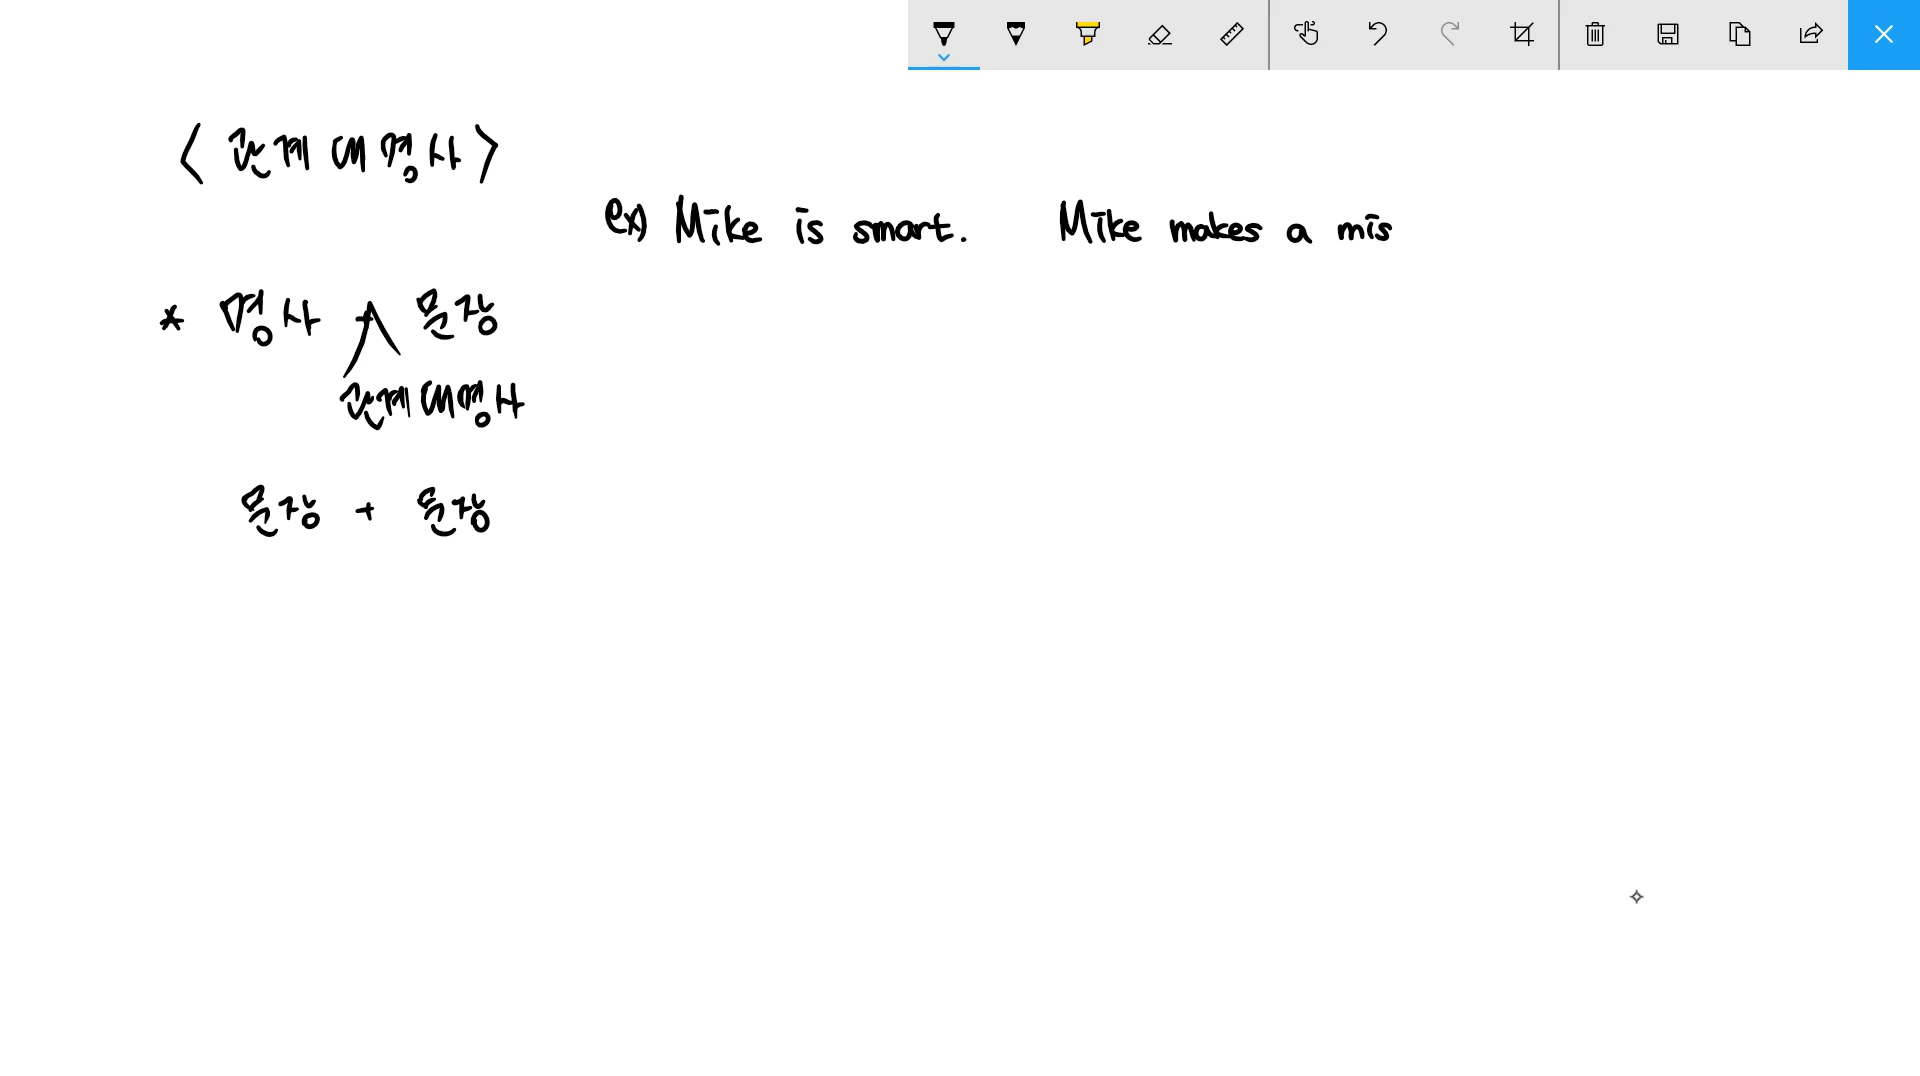 < 관계대명사 >
ex) Mike is smart. Mike makes a mis
* 명사 + 문장
관계대명사
문장 + 문장